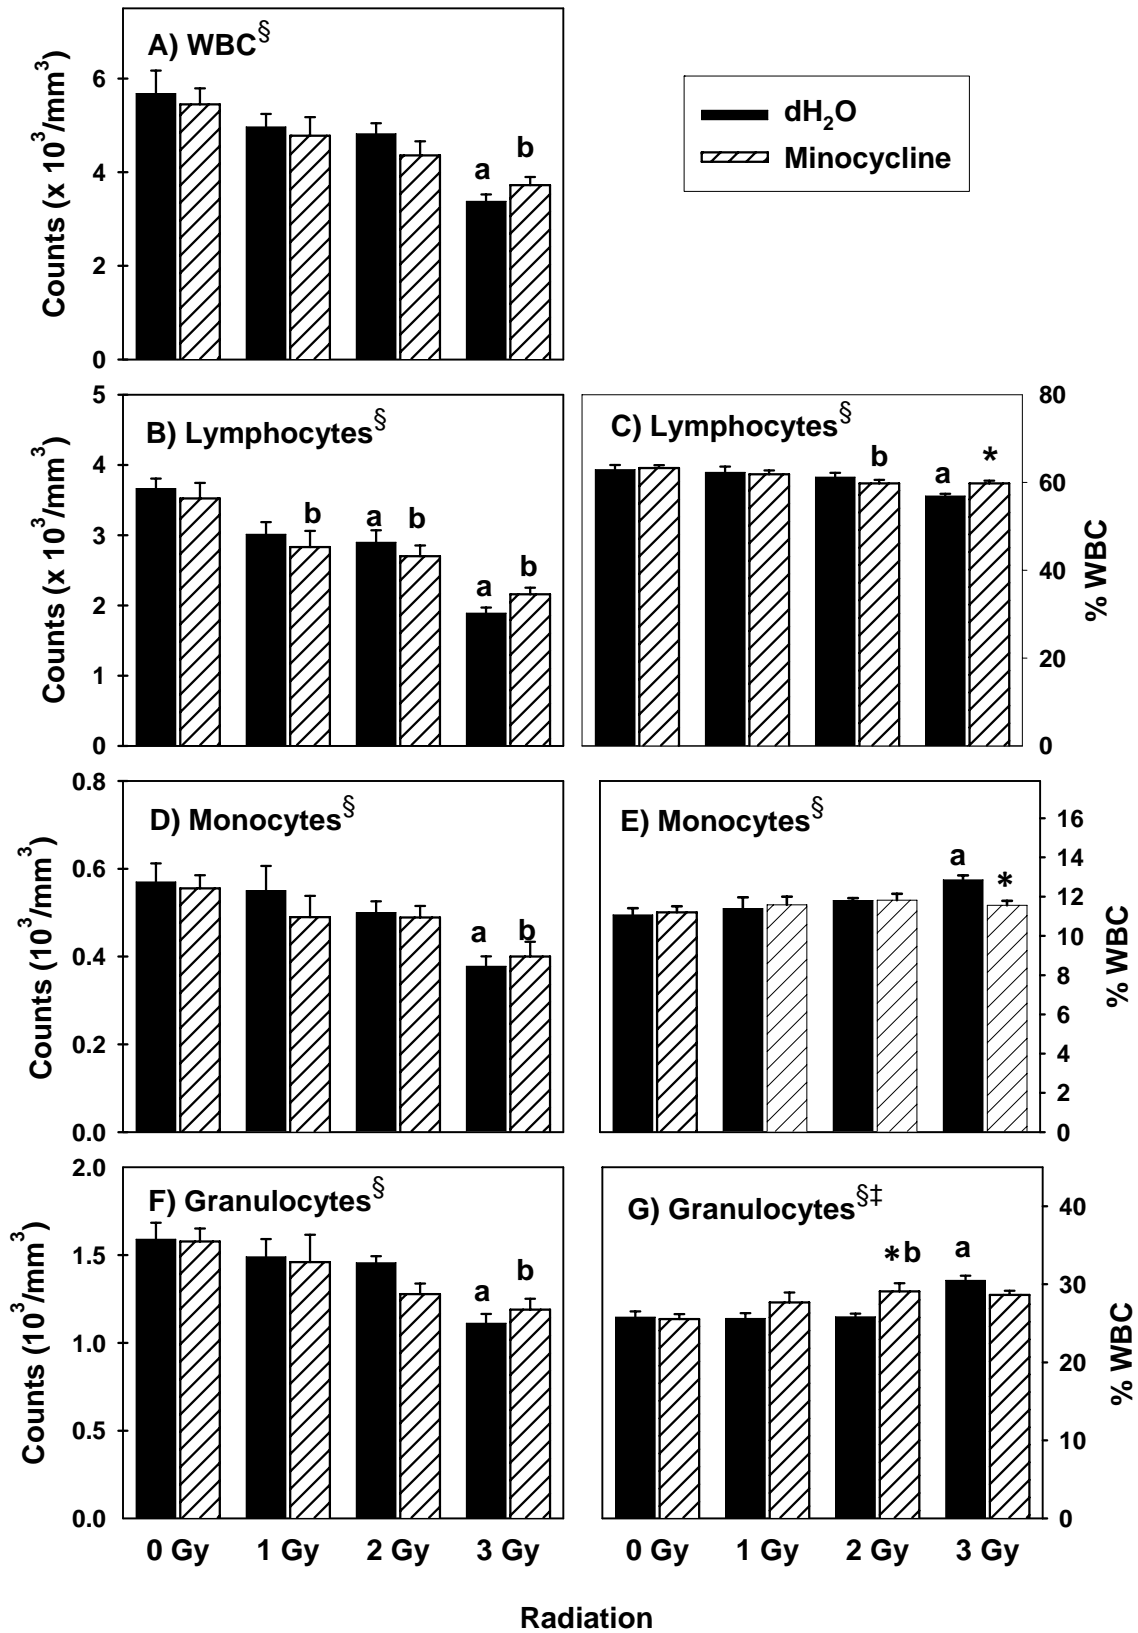 A) WBC§
Counts (x 10³/mm³)
6
4
2
0
a
b
dH₂O
Minocycline
B) Lymphocytes§
Counts (x 10³/mm³)
5
4
3
2
1
0
b
a
b
a
b
C) Lymphocytes§
b
a
*
80
60
40
20
0
% WBC
D) Monocytes§
Counts (10³/mm³)
0.8
0.6
0.4
0.2
0.0
a
b
E) Monocytes§
a
*
16
14
12
10
8
6
4
2
0
% WBC
F) Granulocytes§
Counts (10³/mm³)
2.0
1.5
1.0
0.5
0.0
a
b
G) Granulocytes§‡
*b
a
40
30
20
10
0
% WBC
0 Gy 1 Gy 2 Gy 3 Gy
0 Gy 1 Gy 2 Gy 3 Gy
Radiation